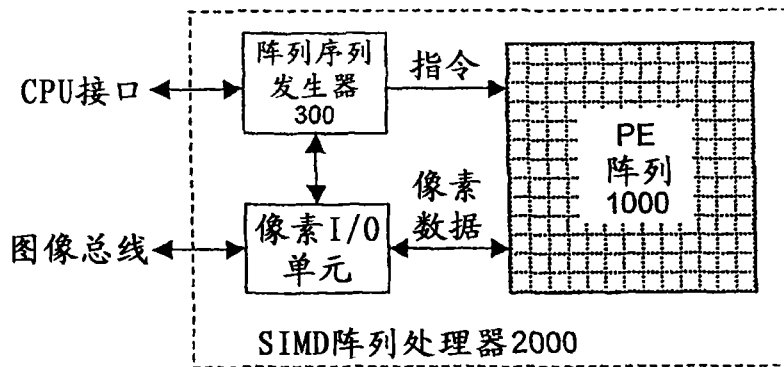 CPU接口
阵列序列
发生器
300
指令
PE
阵列
1000
图像总线
像素I/O
单元
像素
数据
SIMD阵列处理器2000